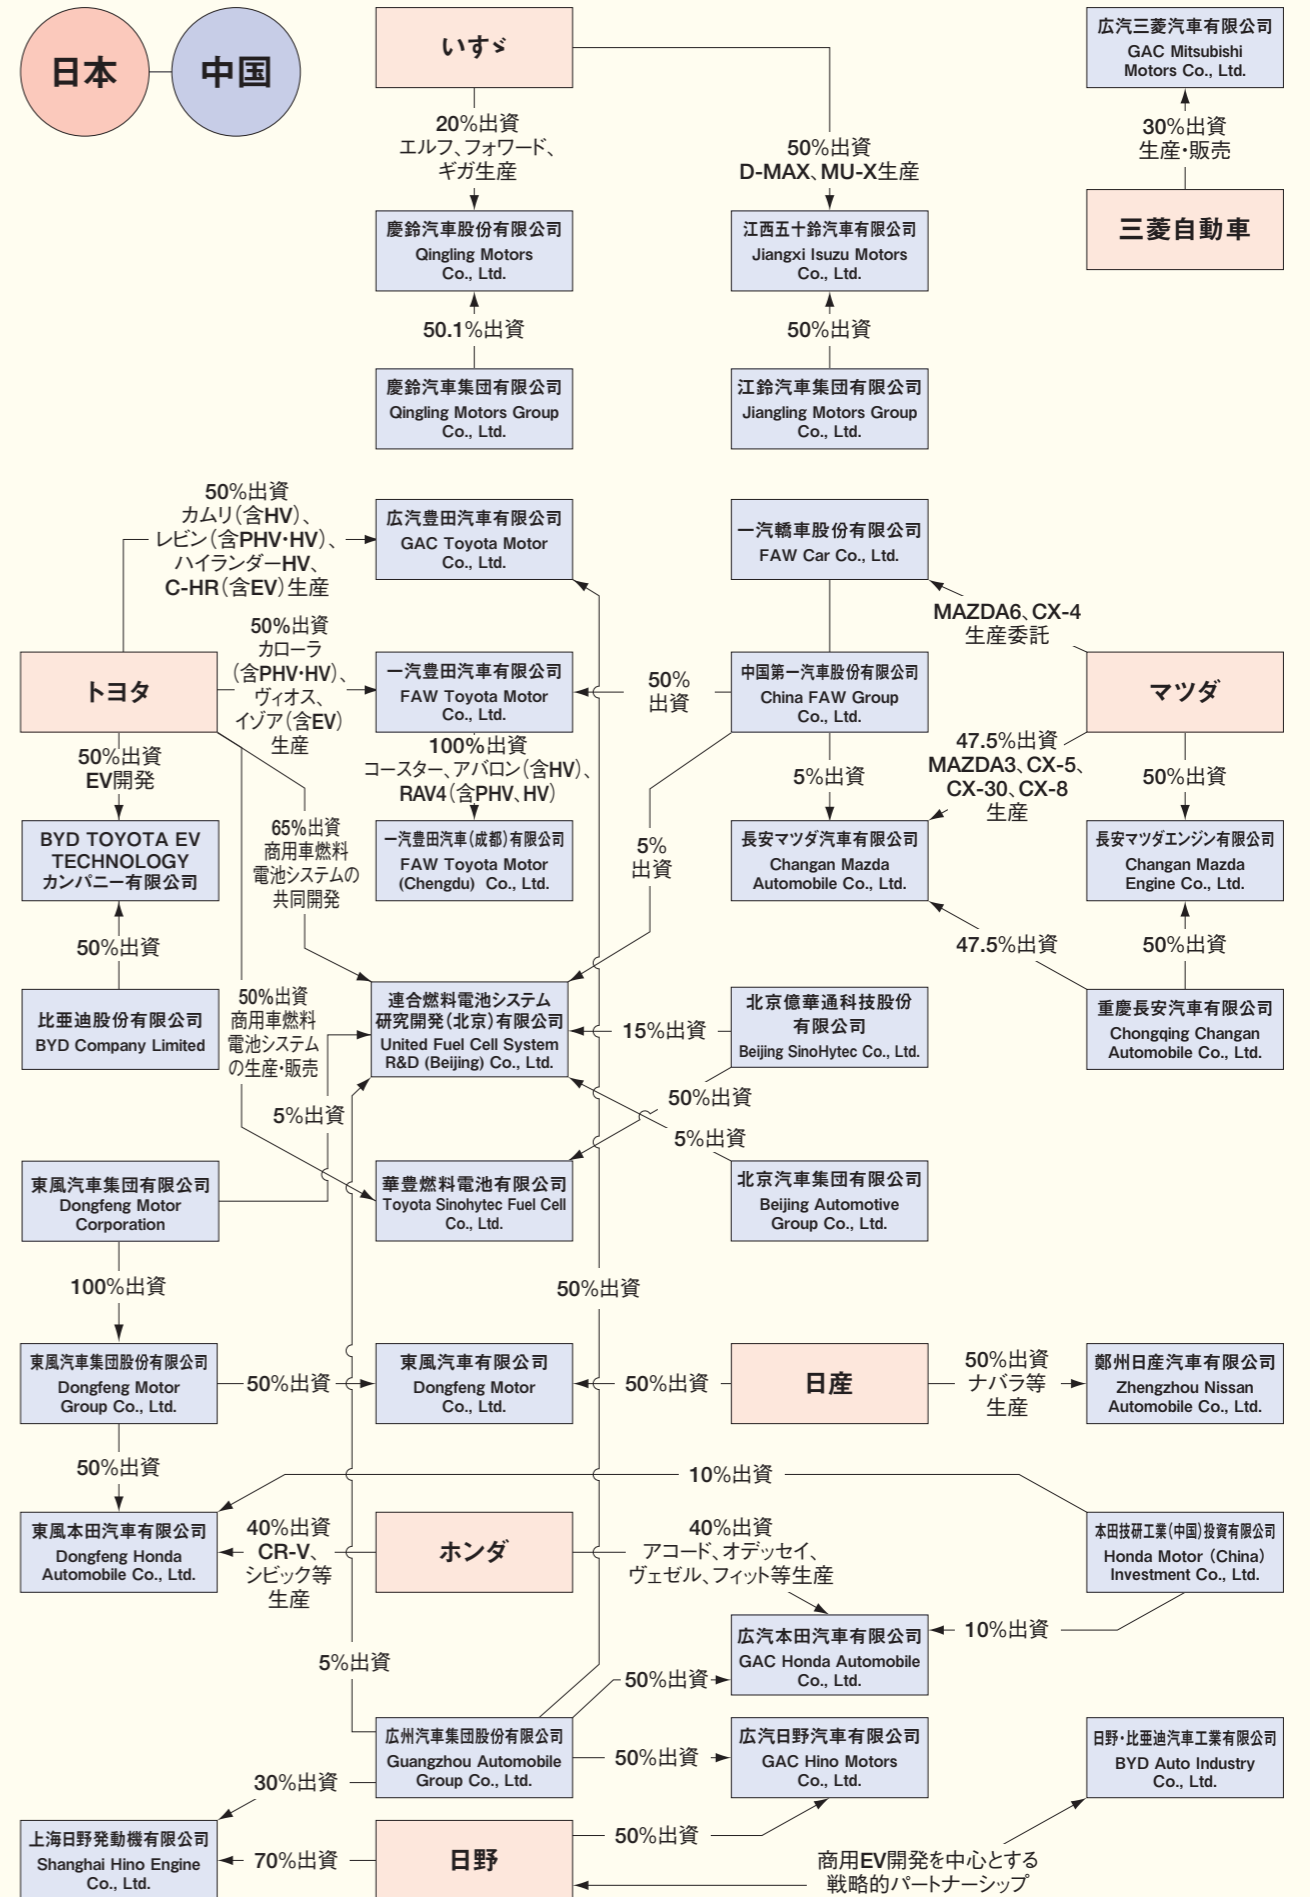 日本
中国
いすゞ
20%出資
エルフ、フォワード、
ギガ生産
50%出資
D-MAX、MU-X生産
広汽三菱汽車有限公司
GAC Mitsubishi
Motors Co., Ltd.
30%出資
生産・販売
三菱自動車
慶鈴汽車股份有限公司
Qingling Motors
Co., Ltd.
江西五十鈴汽車有限公司
Jiangxi Isuzu Motors
Co., Ltd.
50.1%出資
50%出資
慶鈴汽車集団有限公司
Qingling Motors Group
Co., Ltd.
江鈴汽車集団有限公司
Jiangling Motors Group
Co., Ltd.
50%出資
カムリ（含HV）、
レビン（含PHV・HV）、
ハイランダーHV、
C-HR（含EV）生産
広汽豊田汽車有限公司
GAC Toyota Motor
Co., Ltd.
一汽轎車股份有限公司
FAW Car Co., Ltd.
MAZDA6、CX-4
生産委託
トヨタ
50%出資
カローラ
（含PHV・HV）、
ヴィオス、
イゾア（含EV）
生産
一汽豊田汽車有限公司
FAW Toyota Motor
Co., Ltd.
50%
出資
中国第一汽車股份有限公司
China FAW Group
Co., Ltd.
マツダ
50%出資
EV開発
100%出資
コースター、アバロン（含HV）、
RAV4（含PHV、HV）
5%出資
47.5%出資
MAZDA3、CX-5、
CX-30、CX-8
生産
50%出資
BYD TOYOTA EV
TECHNOLOGY
カンパニー有限公司
65%出資
商用車燃料
電池システムの
共同開発
一汽豊田汽車（成都）有限公司
FAW Toyota Motor
(Chengdu) Co., Ltd.
5%
出資
長安マツダ汽車有限公司
Changan Mazda
Automobile Co., Ltd.
長安マツダエンジン有限公司
Changan Mazda
Engine Co., Ltd.
50%出資
47.5%出資
50%出資
比亜迪股份有限公司
BYD Company Limited
50%出資
商用車燃料
電池システム
の生産・販売
連合燃料電池システム
研究開発（北京）有限公司
United Fuel Cell System
R&D (Beijing) Co., Ltd.
15%出資
北京億華通科技股份
有限公司
Beijing SinoHytec Co., Ltd.
重慶長安汽車有限公司
Chongqing Changan
Automobile Co., Ltd.
5%出資
50%出資
5%出資
東風汽車集団有限公司
Dongfeng Motor
Corporation
華豊燃料電池有限公司
Toyota Sinohytec Fuel Cell
Co., Ltd.
北京汽車集団有限公司
Beijing Automotive
Group Co., Ltd.
100%出資
50%出資
東風汽車集団股份有限公司
Dongfeng Motor
Group Co., Ltd.
50%出資
東風汽車有限公司
Dongfeng Motor
Co., Ltd.
50%出資
日産
50%出資
ナバラ等
生産
鄭州日産汽車有限公司
Zhengzhou Nissan
Automobile Co., Ltd.
50%出資
10%出資
東風本田汽車有限公司
Dongfeng Honda
Automobile Co., Ltd.
40%出資
CR-V、
シビック等
生産
ホンダ
40%出資
アコード、オデッセイ、
ヴェゼル、フィット等生産
本田技研工業（中国）投資有限公司
Honda Motor (China)
Investment Co., Ltd.
広汽本田汽車有限公司
GAC Honda Automobile
Co., Ltd.
10%出資
5%出資
50%出資
広州汽車集団股份有限公司
Guangzhou Automobile
Group Co., Ltd.
50%出資
広汽日野汽車有限公司
GAC Hino Motors
Co., Ltd.
日野・比亜迪汽車工業有限公司
BYD Auto Industry
Co., Ltd.
30%出資
上海日野発動機有限公司
Shanghai Hino Engine
Co., Ltd.
70%出資
日野
50%出資
商用EV開発を中心とする
戦略的パートナーシップ